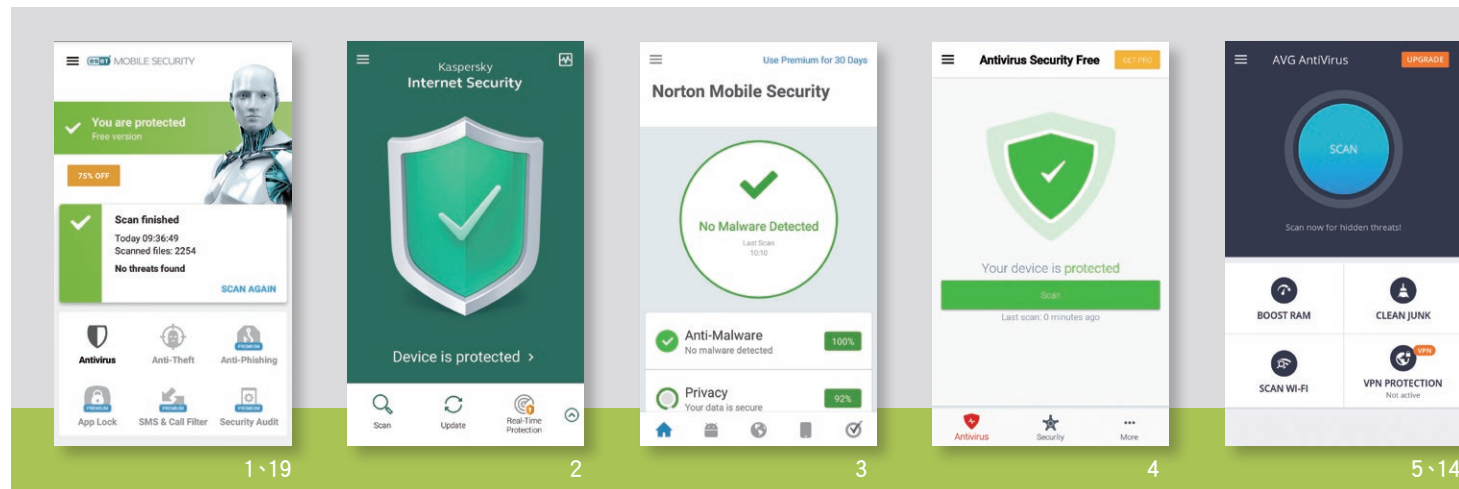 eseT MOBILE SECURITY
You are protected
Free version
75% OFF
Scan finished
Today 09:36:49
Scanned files: 2254
No threats found
SCAN AGAIN
Antivirus
Anti-Theft
Anti-Phishing
PREMIUM
App Lock
PREMIUM
SMS & Call Filter
PREMIUM
Security Audit
PREMIUM
1、19
Kaspersky
Internet Security
Device is protected >
Scan
Update
Real-Time
Protection
2
Use Premium for 30 Days
Norton Mobile Security
No Malware Detected
Last Scan
10:10
Anti-Malware
No malware detected
100%
Privacy
Your data is secure
92%
3
Antivirus Security Free
GET PRO
Your device is protected
Scan
Last scan: 0 minutes ago
Antivirus
Security
More
4
AVG AntiVirus
UPGRADE
SCAN
Scan now for hidden threats!
BOOST RAM
CLEAN JUNK
SCAN WI-FI
VPN
VPN PROTECTION
Not active
5、14